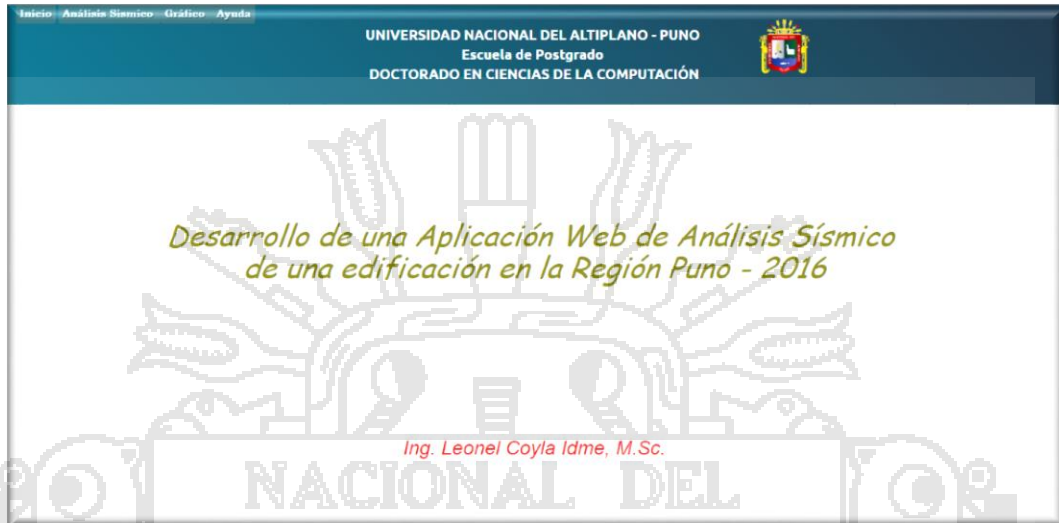 Inicio Análisis Sísmico Gráfico Ayuda
UNIVERSIDAD NACIONAL DEL ALTIPLANO - PUNO
Escuela de Postgrado
DOCTORADO EN CIENCIAS DE LA COMPUTACIÓN
Desarrollo de una Aplicación Web de Análisis Sísmico
de una edificación en la Región Puno - 2016
Ing. Leonel Coyla Idme, M.Sc.
NACIONAL DEL